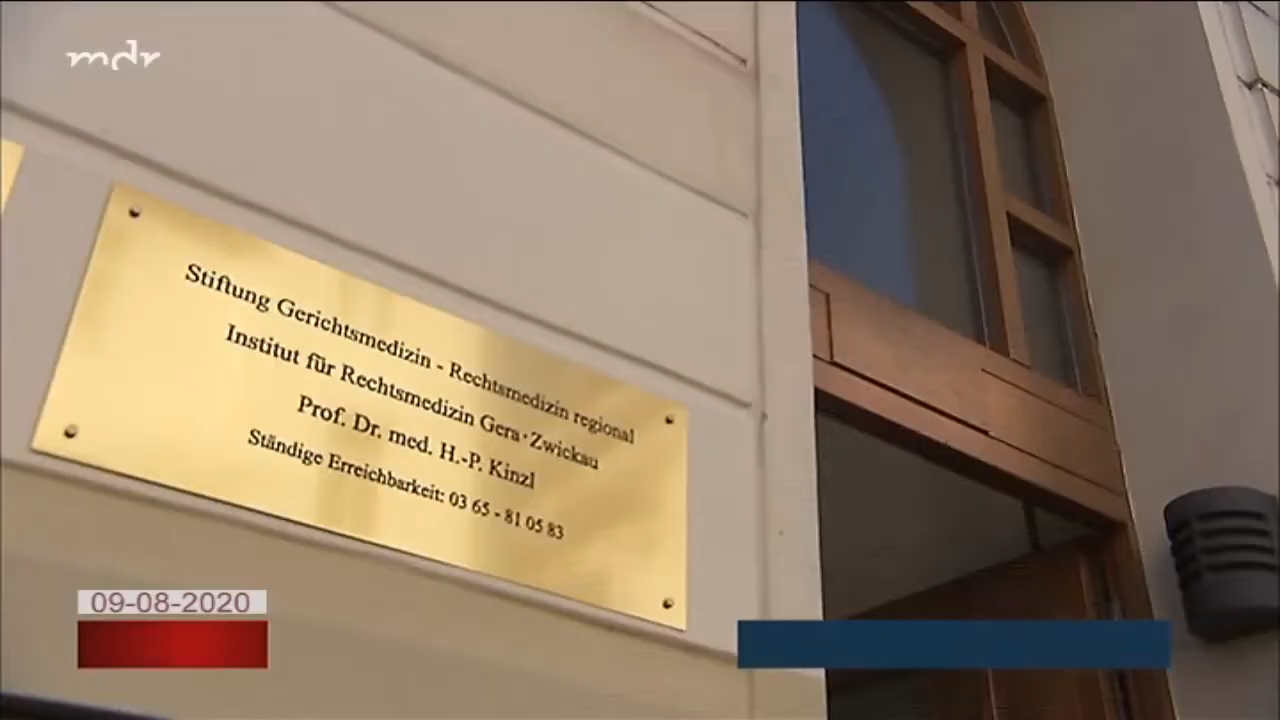 mdr
Stiftung Gerichtsmedizin - Rechtsmedizin regional
Institut für Rechtsmedizin Gera·Zwickau
Prof. Dr. med. H.-P. Kinzl
Ständige Erreichbarkeit: 03 65 - 81 05 83
09-08-2020